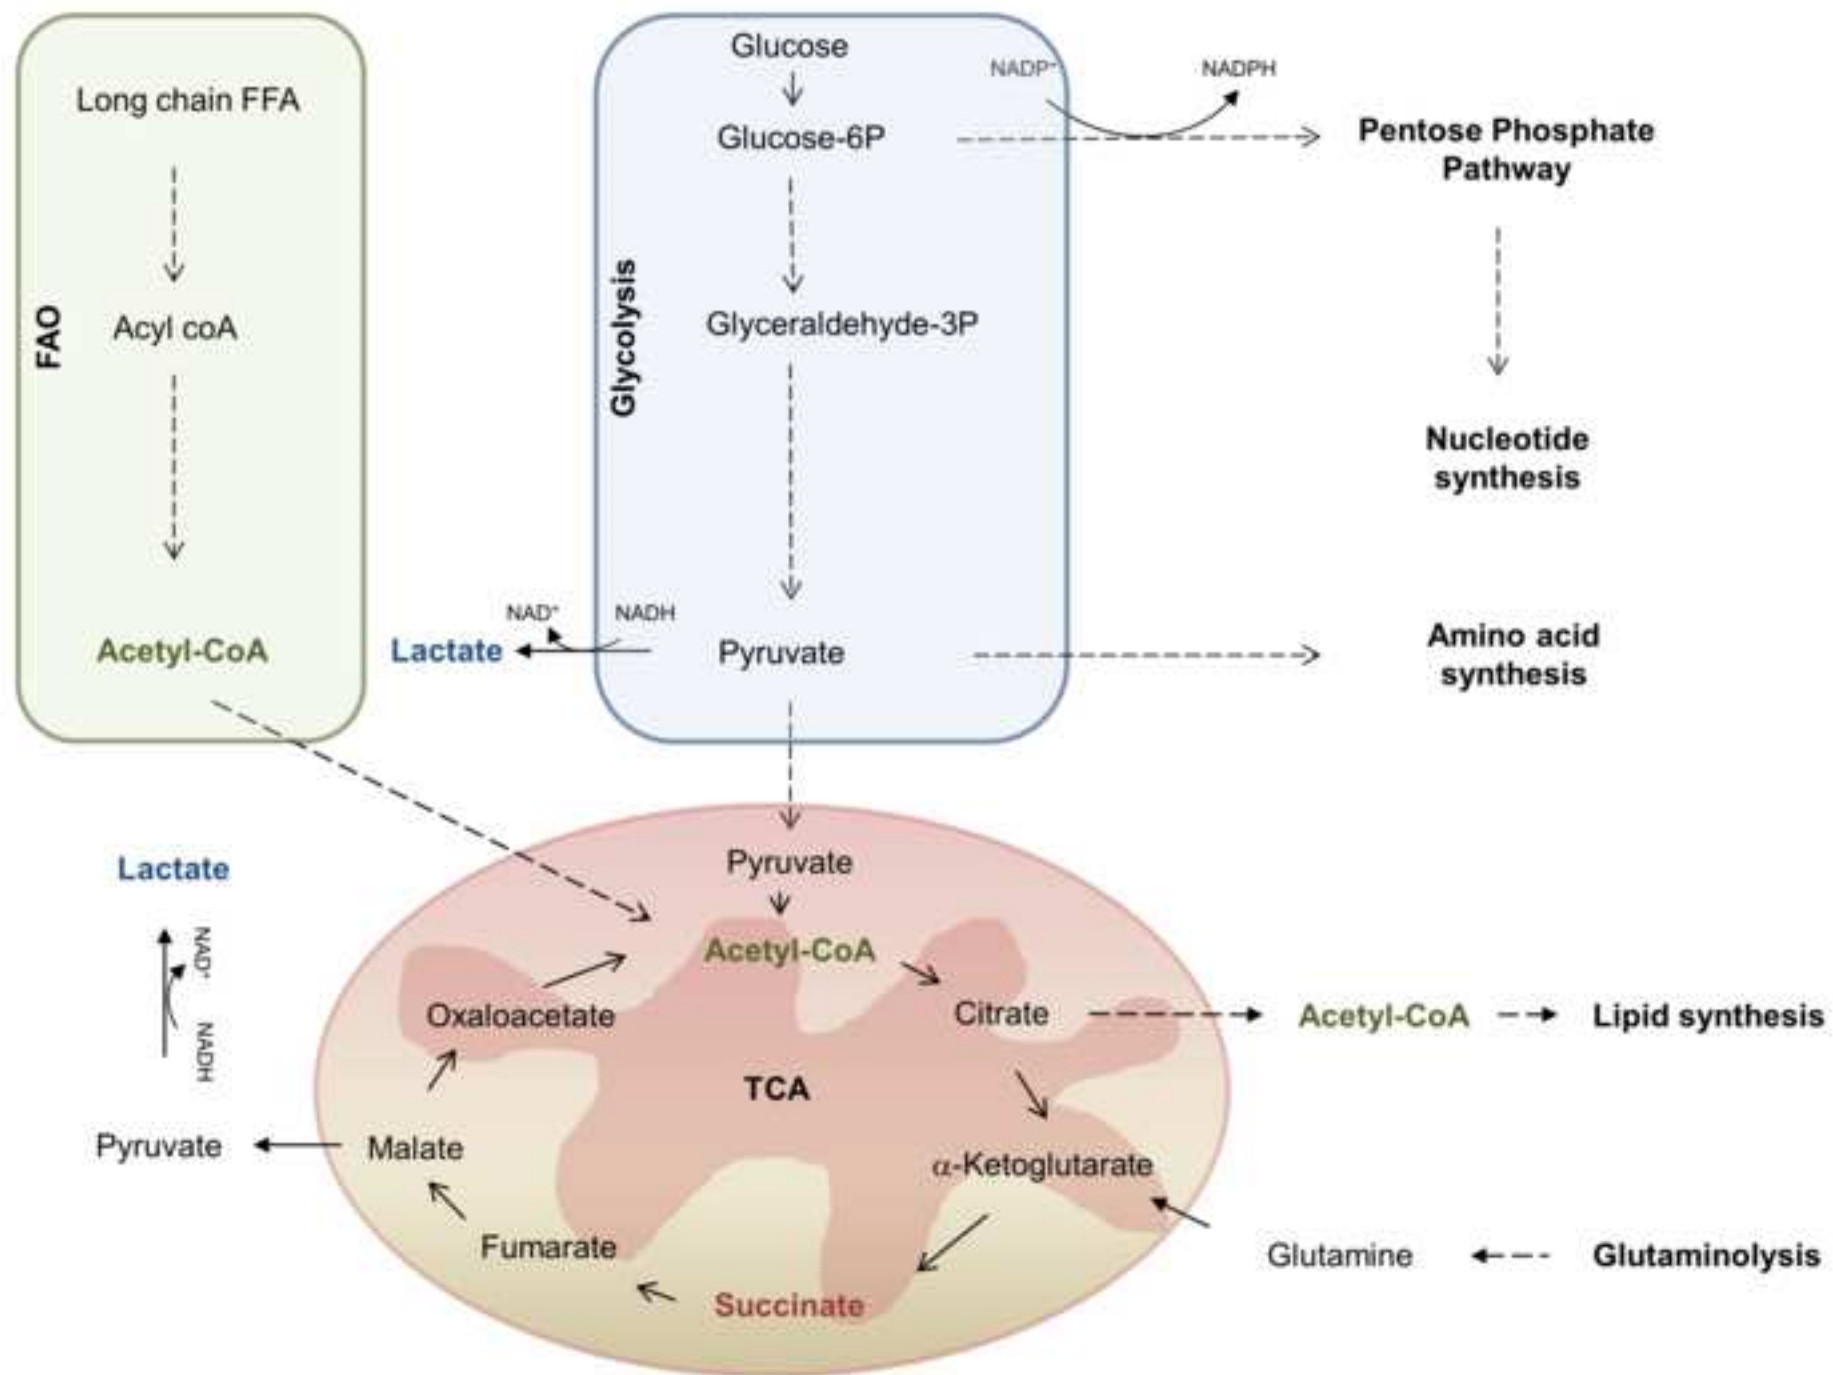 Glucose
NADP⁺
NADPH
Long chain FFA
Glucose-6P
Pentose Phosphate
Pathway
FAO
Acyl coA
Glycolysis
Glyceraldehyde-3P
Nucleotide
synthesis
NAD⁺
NADH
Acetyl-CoA
Lactate
Pyruvate
Amino acid
synthesis
Lactate
Pyruvate
NAD⁺
NADH
Acetyl-CoA
Oxaloacetate
Citrate
Acetyl-CoA
Lipid synthesis
TCA
Pyruvate
Malate
α-Ketoglutarate
Fumarate
Glutamine
Glutaminolysis
Succinate